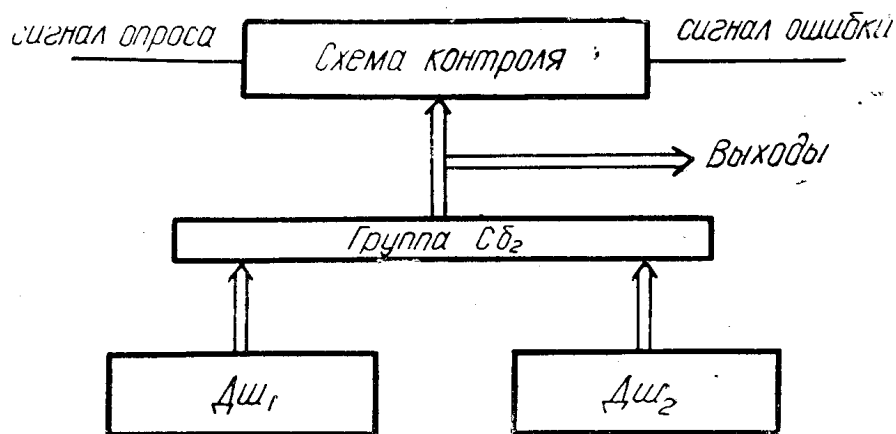 сигнал опроса
Схема контроля
сигнал ошибки
Выходы
Группа Сб₂
Дш₁
Дш₂